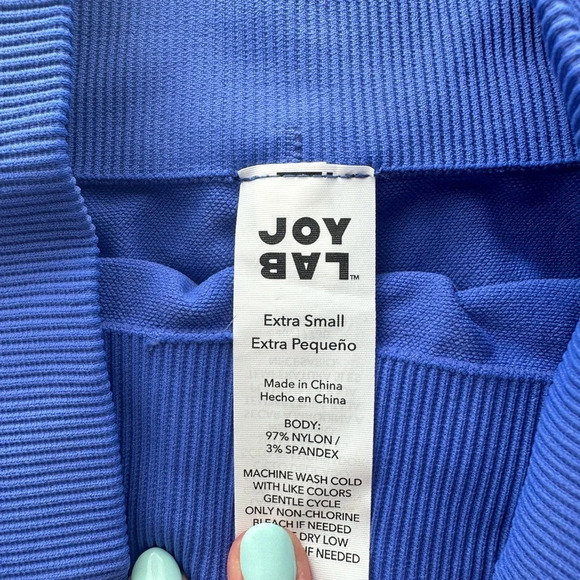 JOY
LAB™
Extra Small
Extra Pequeño
Made in China
Hecho en China
BODY:
97% NYLON /
3% SPANDEX
MACHINE WASH COLD
WITH LIKE COLORS
GENTLE CYCLE
ONLY NON-CHLORINE
BLEACH IF NEEDED
DRY LOW
IF NEEDED